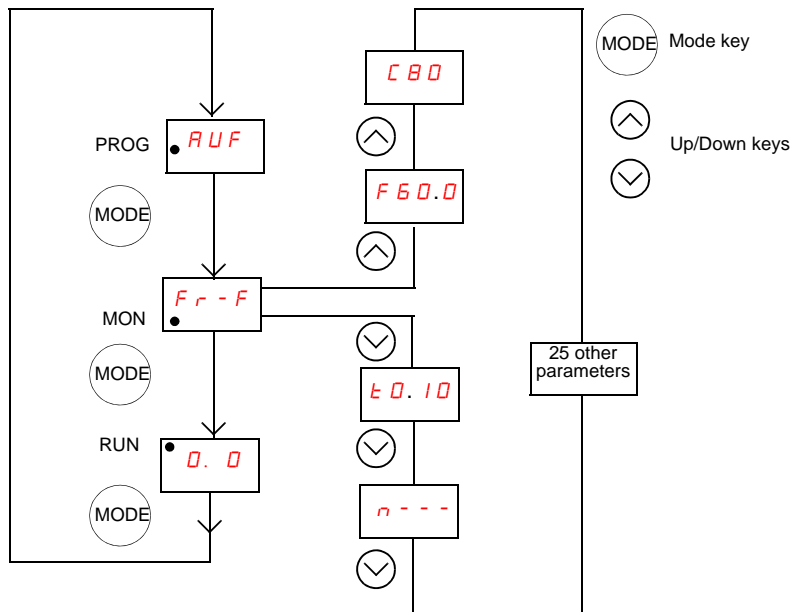 PROG
AUF
MODE
MON
Fr-F
MODE
RUN
0.0
MODE
C80
F60.0
t0.10
n---
25 other
parameters
MODE
Mode key
Up/Down keys